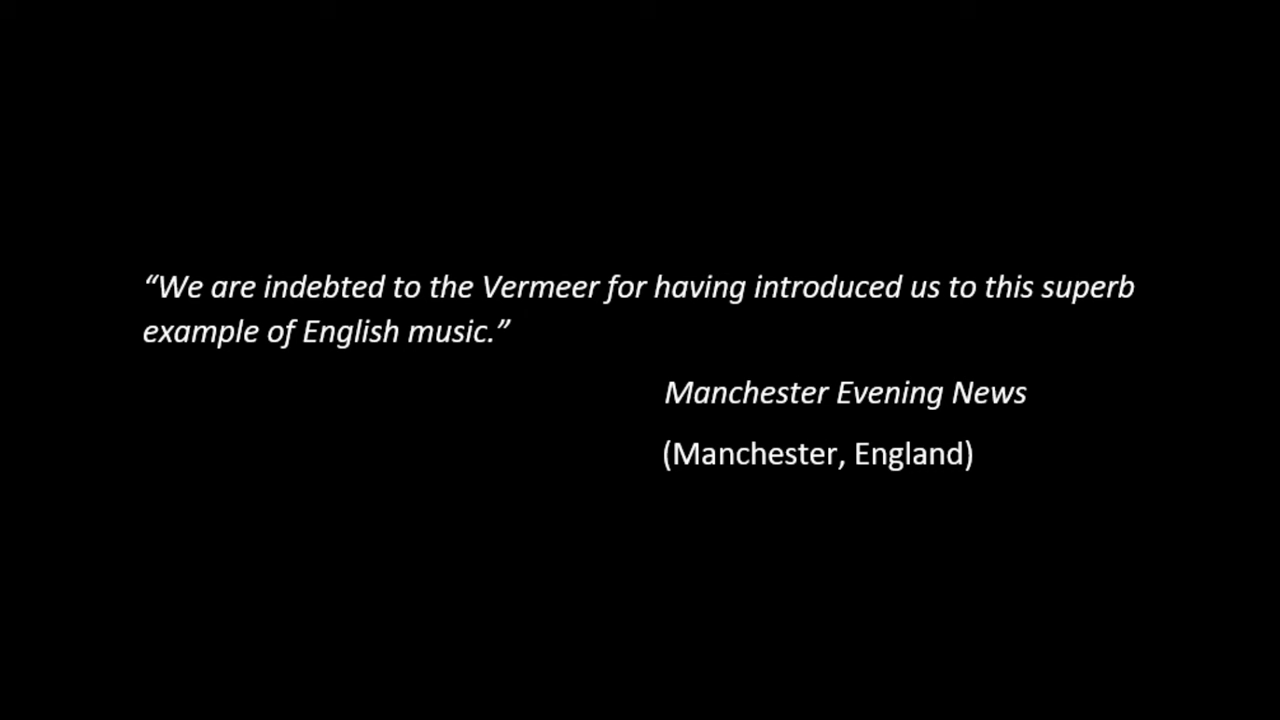 “We are indebted to the Vermeer for having introduced us to this superb
example of English music.”
Manchester Evening News
(Manchester, England)